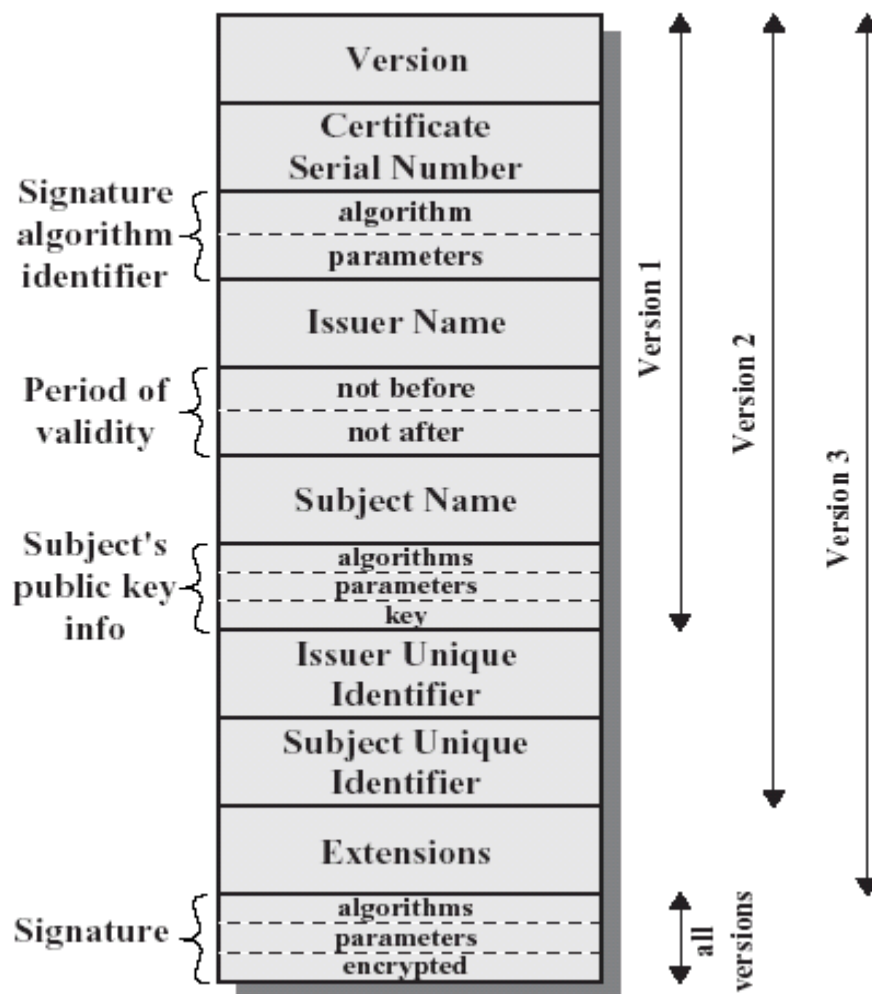 Version
Certificate
Serial Number
Signature
algorithm
identifier
algorithm
parameters
Issuer Name
Period of
validity
not before
not after
Subject Name
Subject's
public key
info
algorithms
parameters
key
Issuer Unique
Identifier
Subject Unique
Identifier
Extensions
Signature
algorithms
parameters
encrypted
Version 1
Version 2
Version 3
all
versions